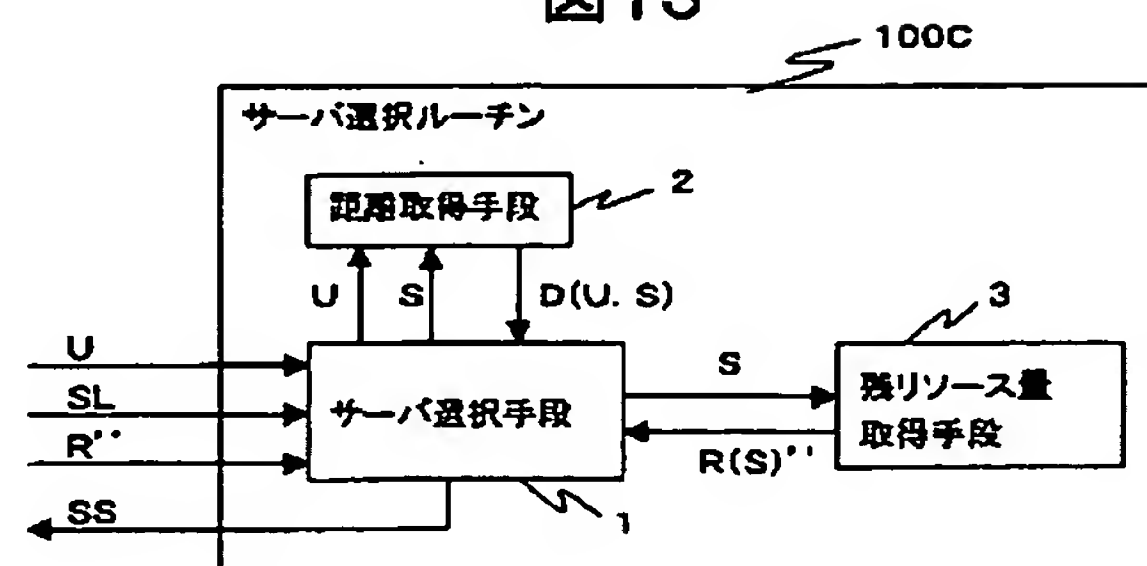 100C
サーバ選択ルーチン
距離取得手段
2
U
S
D(U. S)
3
U
SL
R''
SS
サーバ選択手段
S
R(S)''
残リソース量
取得手段
1